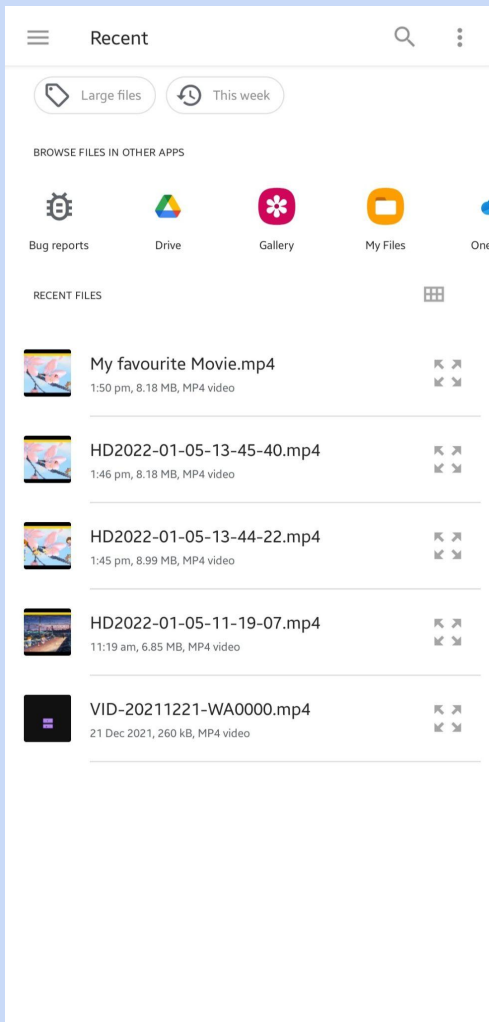 Recent
Large files This week
BROWSE FILES IN OTHER APPS
Bug reports Drive Gallery My Files One
RECENT FILES
My favourite Movie.mp4
1:50 pm, 8.18 MB, MP4 video
HD2022-01-05-13-45-40.mp4
1:46 pm, 8.18 MB, MP4 video
HD2022-01-05-13-44-22.mp4
1:45 pm, 8.99 MB, MP4 video
HD2022-01-05-11-19-07.mp4
11:19 am, 6.85 MB, MP4 video
VID-20211221-WA0000.mp4
21 Dec 2021, 260 kB, MP4 video